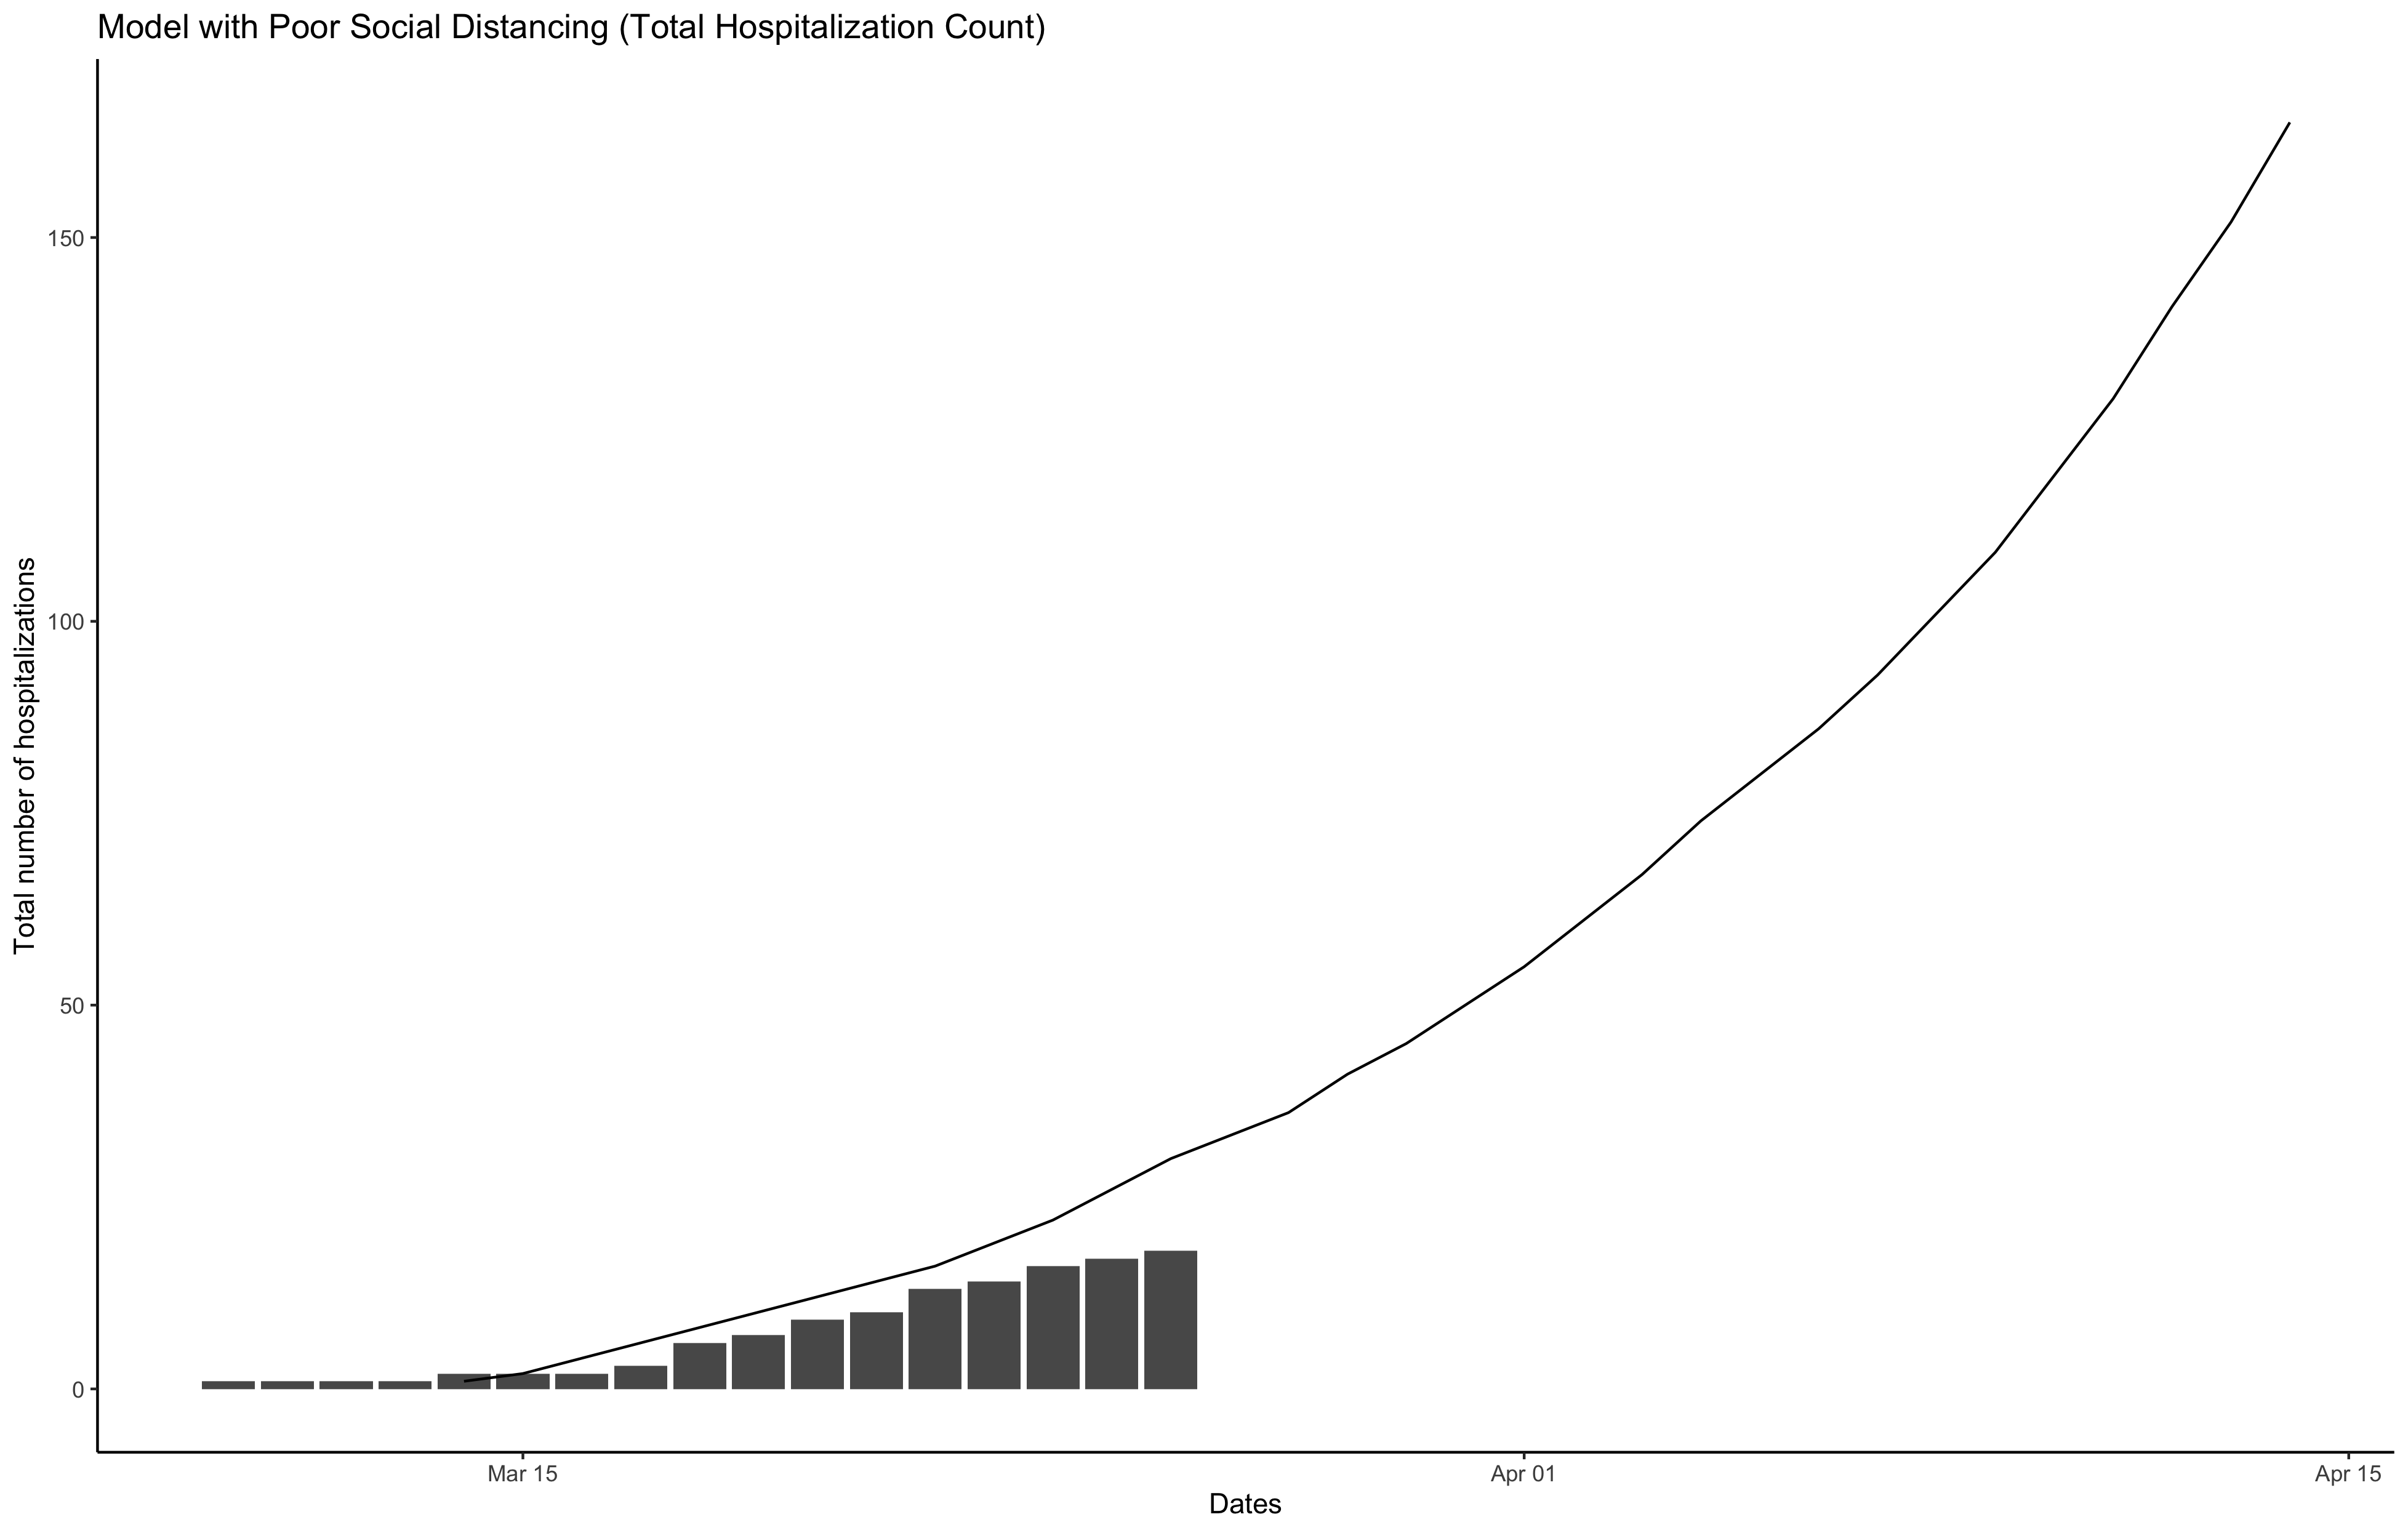 Model with Poor Social Distancing (Total Hospitalization Count)
Total number of hospitalizations
150
100
50
0
Mar 15
Apr 01
Apr 15
Dates